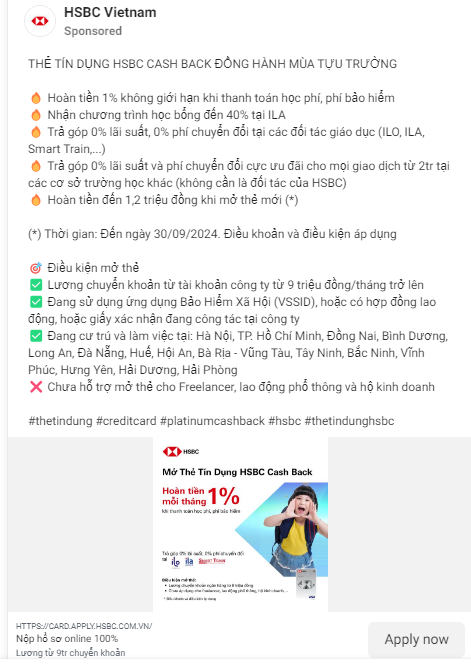 HSBC Vietnam
Sponsored
THẺ TÍN DỤNG HSBC CASH BACK ĐỒNG HÀNH MÙA TỰU TRƯỜNG
🔥 Hoàn tiền 1% không giới hạn khi thanh toán học phí, phí bảo hiểm
🔥 Nhận chương trình học bổng đến 40% tại ILA
🔥 Trả góp 0% lãi suất, 0% phí chuyển đổi tại các đối tác giáo dục (ILO, ILA,
Smart Train,...)
🔥 Trả góp 0% lãi suất và phí chuyển đổi cực ưu đãi cho mọi giao dịch từ 2tr tại
các cơ sở trường học khác (không cần là đối tác của HSBC)
🔥 Hoàn tiền đến 1,2 triệu đồng khi mở thẻ mới (*)
(*) Thời gian: Đến ngày 30/09/2024. Điều khoản và điều kiện áp dụng
🎯 Điều kiện mở thẻ
✅ Lương chuyển khoản từ tài khoản công ty từ 9 triệu đồng/tháng trở lên
✅ Đang sử dụng ứng dụng Bảo Hiểm Xã Hội (VSSID), hoặc có hợp đồng lao
động, hoặc giấy xác nhận đang công tác tại công ty
✅ Đang cư trú và làm việc tại: Hà Nội, TP. Hồ Chí Minh, Đồng Nai, Bình Dương,
Long An, Đà Nẵng, Huế, Hội An, Bà Rịa - Vũng Tàu, Tây Ninh, Bắc Ninh, Vĩnh
Phúc, Hưng Yên, Hải Dương, Hải Phòng
❌ Chưa hỗ trợ mở thẻ cho Freelancer, lao động phổ thông và hộ kinh doanh
#thetindung #creditcard #platinumcashback #hsbc #thetindunghsbc
HSBC
Mở Thẻ Tín Dụng HSBC Cash Back
Hoàn tiền
mỗi tháng 1%
khi thanh toán học phí, phí bảo hiểm
Trả góp 0% lãi suất, 0% phí chuyển đổi
tại ilo ila SMART TRAIN
Điều kiện mở thẻ:
HTTPS://CARD.APPLY.HSBC.COM.VN/
Nộp hồ sơ online 100%
Lương từ 9tr chuyển khoản
Apply now